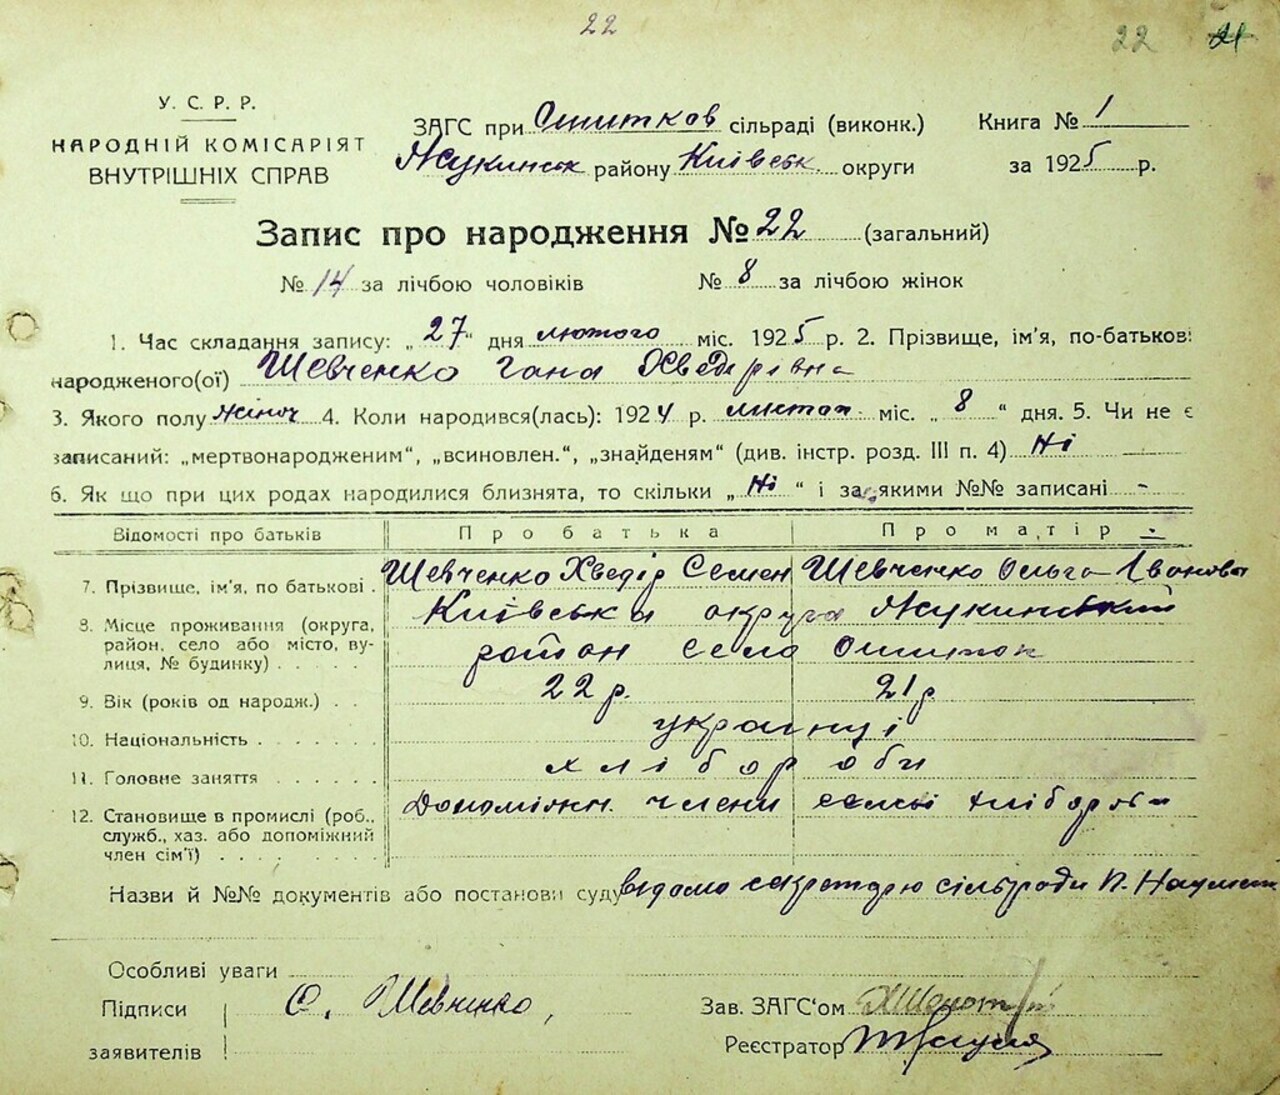 22
22 21
У. С. Р. Р.
НАРОДНІЙ КОМІСАРІЯТ
ВНУТРІШНІХ СПРАВ
ЗАГС при Ошитков сільраді (виконк.)
Жукинськ району Київськ. округи
Книга № 1
за 1925 р.
Запис про народження № 22 (загальний)
№ 14 за лічбою чоловіків № 8 за лічбою жінок
1. Час складання запису: „27“ дня лютого міс. 1925 р. 2. Прізвище, ім'я, по-батькові:
народженого(ої) Шевченко Гана Хведірівна
3. Якого полу жіноч 4. Коли народився(лась): 1924 р. листоп. міс. „8“ дня. 5. Чи не є
записаний: „мертвонародженим“, „всиновлен.“, „знайденям“ (див. інстр. розд. III п. 4) Ні
6. Як що при цих родах народилися близнята, то скільки „Ні“ і за якими №№ записані -
Відомості про батьків Про батька Про матір
7. Прізвище, ім'я, по батькові . Шевченко Хведір Семен Шевченко Ольга Іванова
8. Місце проживання (округа, район, село або місто, вулиця, № будинку) Київська округа Жукинський
район село Ошиток
9. Вік (років од народж.) . . 22 р. 21 р
10. Національність українці
11. Головне заняття хлібороби
12. Становище в промислі (роб., служб., хаз. або допоміжний член сім'ї) Допоміжн. члени семьі хлібороби
Назви й №№ документів або постанови суду ведомо секретарю сільради П.
Особливі уваги
Підписи О. Шевченко,
заявителів
Зав. ЗАГС'ом
Реєстратор